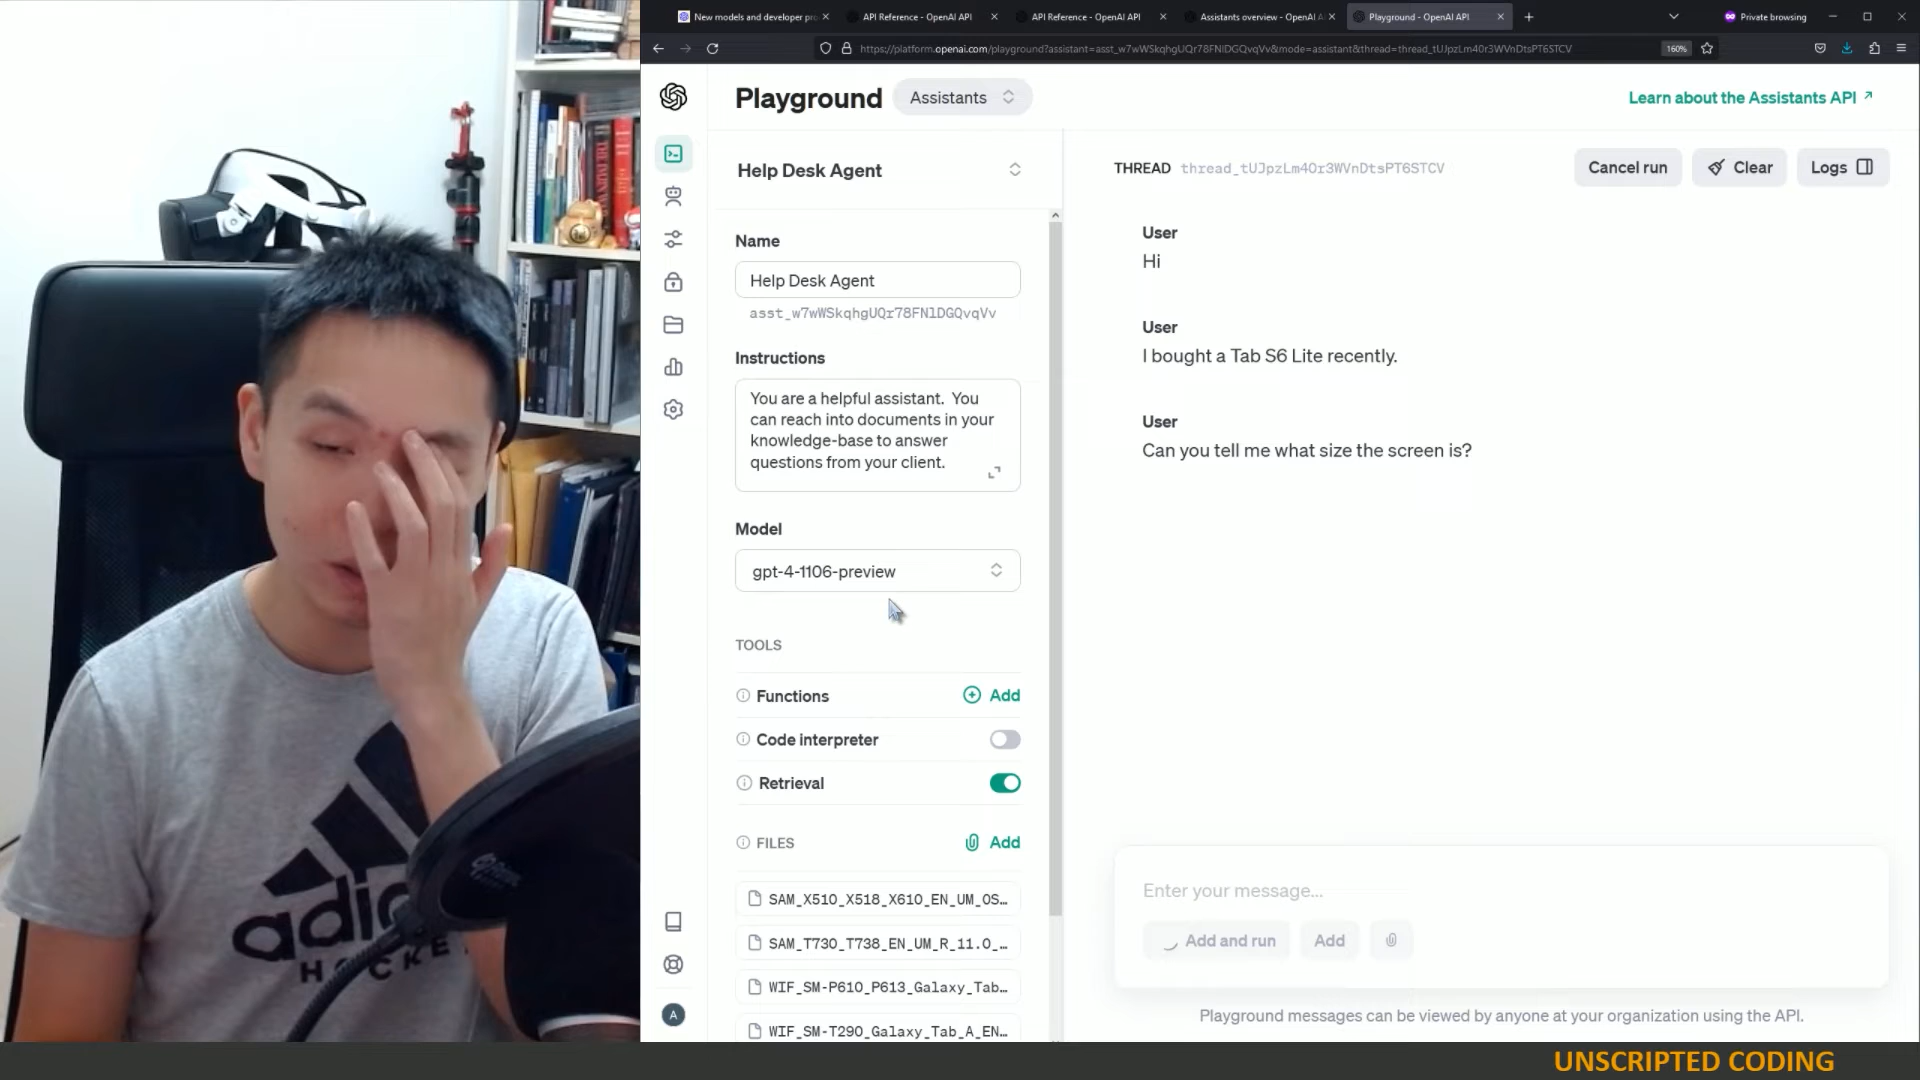 New models and developer pro
API Reference - OpenAI API
API Reference - OpenAI API
Assistants overview - OpenAI A
Playground - OpenAI API
Private browsing
https://platform.openai.com/playground?assistant=asst_w7wWSkqhgUQr78FNlDGQvqVv&mode=assistant&thread=thread_tUJpzLm4Or3WVnDtsPT6STCV
160%
Playground
Assistants
Learn about the Assistants API
Help Desk Agent
THREAD thread_tUJpzLm4Or3WVnDtsPT6STCV
Cancel run
Clear
Logs
Name
Help Desk Agent
asst_w7wWSkqhgUQr78FNlDGQvqVv
Instructions
You are a helpful assistant. You
can reach into documents in your
knowledge-base to answer
questions from your client.
Model
gpt-4-1106-preview
TOOLS
Functions
Add
Code interpreter
Retrieval
FILES
Add
SAM_X510_X518_X610_EN_UM_OS...
SAM_T730_T738_EN_UM_R_11.0_...
WIF_SM-P610_P613_Galaxy_Tab...
WIF_SM-T290_Galaxy_Tab_A_EN...
A
User
Hi
User
I bought a Tab S6 Lite recently.
User
Can you tell me what size the screen is?
Enter your message...
Add and run
Add
Playground messages can be viewed by anyone at your organization using the API.
adi
HOCKE
UNSCRIPTED CODING